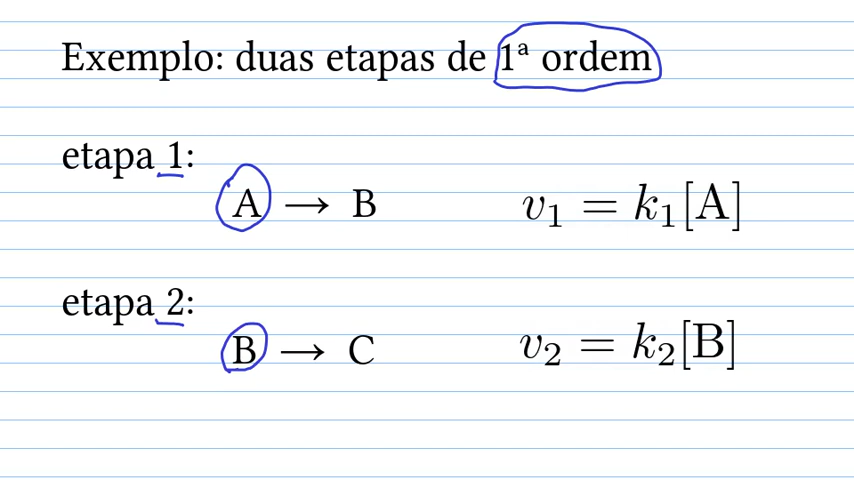 Exemplo: duas etapas de 1ª ordem
etapa 1:
A → B v₁ = k₁[A]
etapa 2:
B → C v₂ = k₂[B]